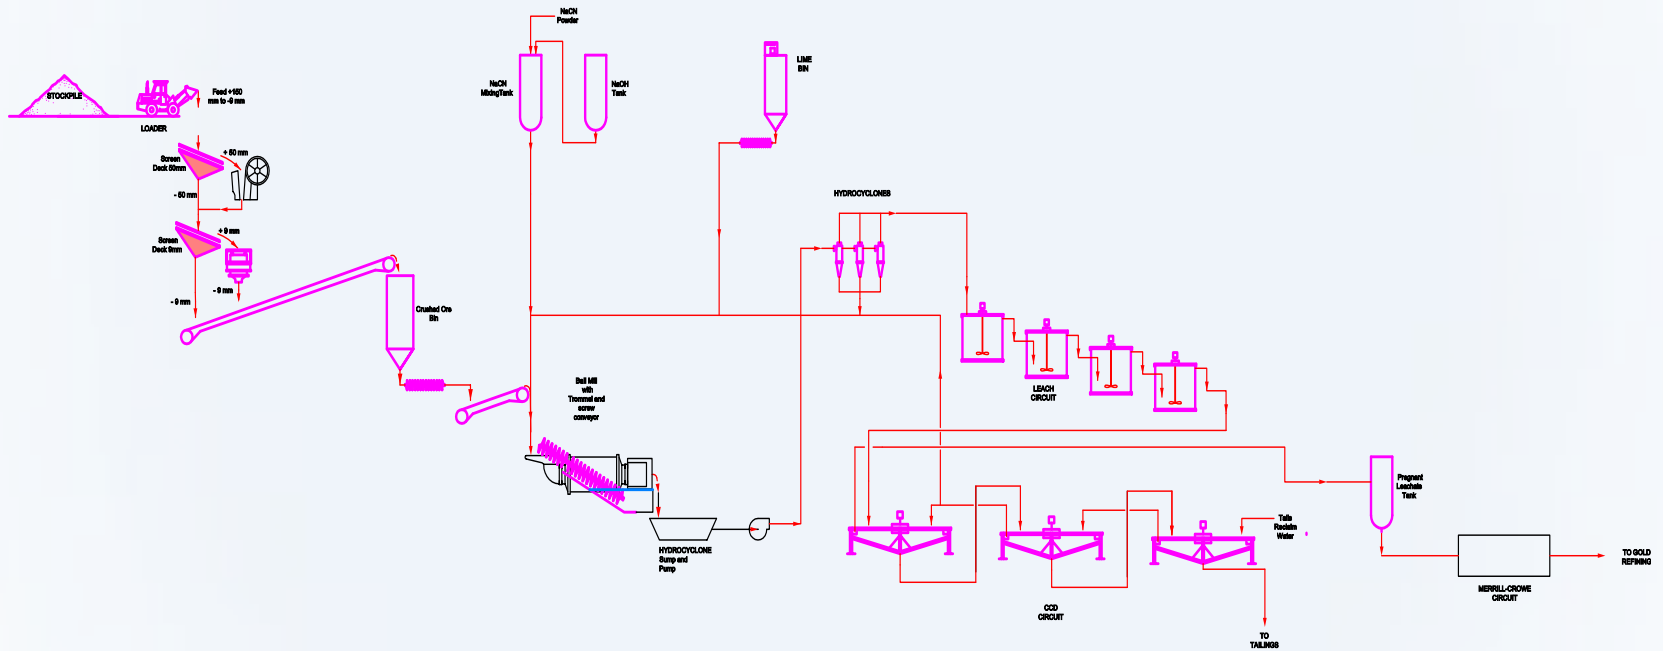 NaCN
Powder
STOCKPILE
Feed +150
mm to -9 mm
LOADER
NaCN
MixingTank
NaOH
Tank
LIME
BIN
Screen
Deck 50mm
+ 50 mm
- 50 mm
HYDROCYCLONES
Screen
Deck 9mm
+ 9 mm
- 9 mm
- 9 mm
Crushed Ore
Bin
Ball Mill
with
Trommel and
screw
conveyor
LEACH
CIRCUIT
Pregnant
Leachate
Tank
Tails
Reclaim
Water
HYDROCYCLONE
Sump and
Pump
TO GOLD
REFINING
MERRILL-CROWE
CIRCUIT
CCD
CIRCUIT
TO
TAILINGS